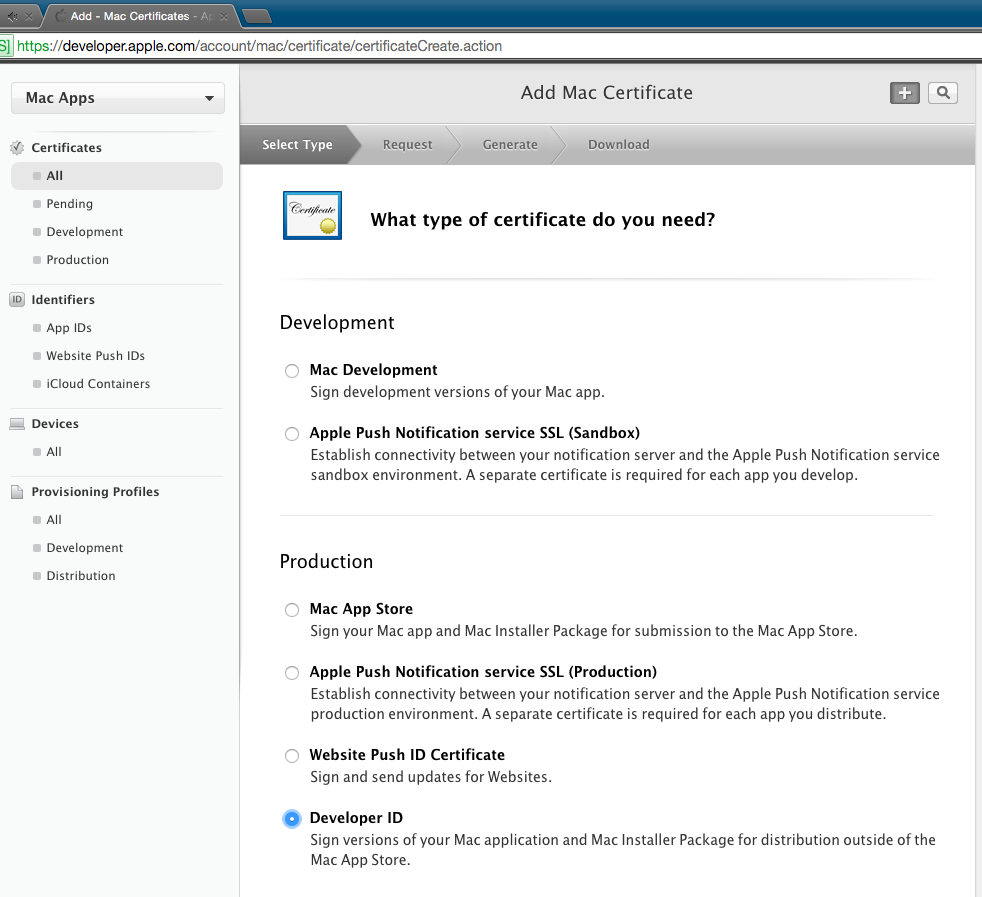 Add - Mac Certificates - Ap
S] https://developer.apple.com/account/mac/certificate/certificateCreate.action
Mac Apps
Certificates
All
Pending
Development
Production
ID Identifiers
App IDs
Website Push IDs
iCloud Containers
Devices
All
Provisioning Profiles
All
Development
Distribution
Add Mac Certificate
Select Type
Request
Generate
Download
Certificate
What type of certificate do you need?
Development
Mac Development
Sign development versions of your Mac app.
Apple Push Notification service SSL (Sandbox)
Establish connectivity between your notification server and the Apple Push Notification service
sandbox environment. A separate certificate is required for each app you develop.
Production
Mac App Store
Sign your Mac app and Mac Installer Package for submission to the Mac App Store.
Apple Push Notification service SSL (Production)
Establish connectivity between your notification server and the Apple Push Notification service
production environment. A separate certificate is required for each app you distribute.
Website Push ID Certificate
Sign and send updates for Websites.
Developer ID
Sign versions of your Mac application and Mac Installer Package for distribution outside of the
Mac App Store.